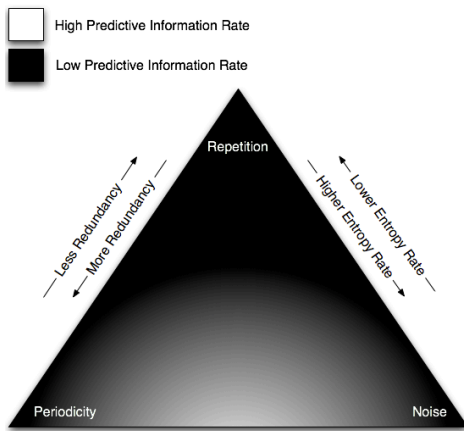 High Predictive Information Rate
Low Predictive Information Rate
Repetition
Less Redundancy
More Redundancy
Lower Entropy Rate
Higher Entropy Rate
Periodicity
Noise